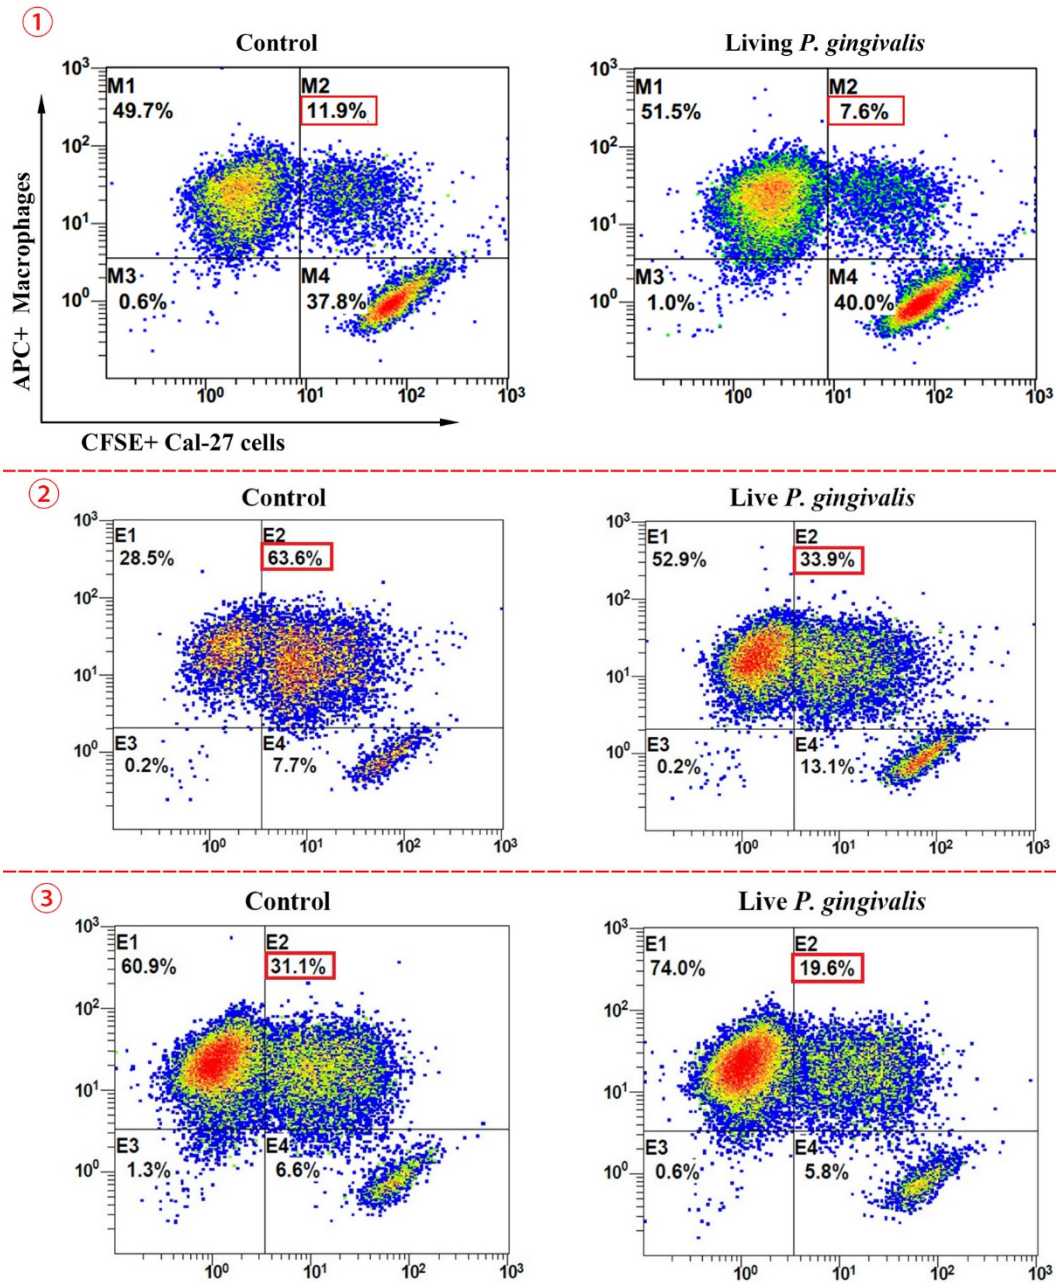 ①
Control
Living P. gingivalis
10³
M1
49.7%
M2
11.9%
10²
10¹
M3
0.6%
M4
37.8%
10⁰
10⁰ 10¹ 10² 10³
APC+ Macrophages
CFSE+ Cal-27 cells
10³
M1
51.5%
M2
7.6%
10²
10¹
M3
1.0%
M4
40.0%
10⁰
10⁰ 10¹ 10² 10³
②
Control
Live P. gingivalis
10³
E1
28.5%
E2
63.6%
10²
10¹
E3
0.2%
E4
7.7%
10⁰
10⁰ 10¹ 10² 10³
10³
E1
52.9%
E2
33.9%
10²
10¹
E3
0.2%
E4
13.1%
10⁰
10⁰ 10¹ 10² 10³
③
Control
Live P. gingivalis
10³
E1
60.9%
E2
31.1%
10²
10¹
E3
1.3%
E4
6.6%
10⁰
10⁰ 10¹ 10² 10³
10³
E1
74.0%
E2
19.6%
10²
10¹
E3
0.6%
E4
5.8%
10⁰
10⁰ 10¹ 10² 10³